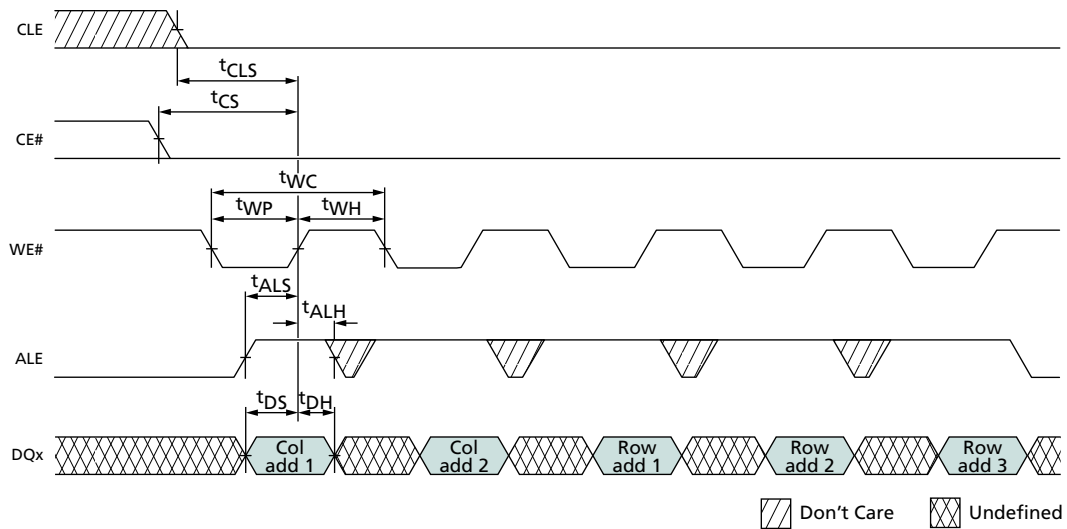 CLE
tCLS
tCS
CE#
tWC
tWP
tWH
WE#
tALS
tALH
ALE
tDS
tDH
DQx
Col
add 1
Col
add 2
Row
add 1
Row
add 2
Row
add 3
Don't Care
Undefined